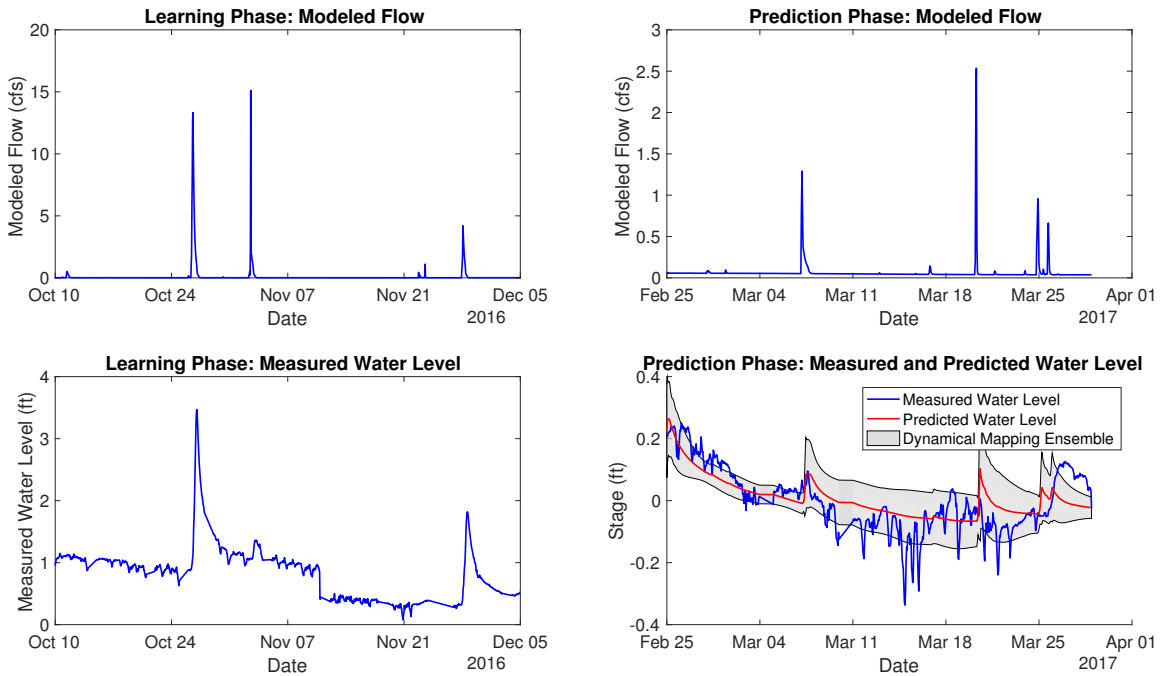 Learning Phase: Modeled Flow
Modeled Flow (cfs)
20
15
10
5
0
Oct 10 Oct 24 Nov 07 Nov 21 Dec 05
Date
2016
Prediction Phase: Modeled Flow
Modeled Flow (cfs)
3
2.5
2
1.5
1
0.5
0
Feb 25 Mar 04 Mar 11 Mar 18 Mar 25 Apr 01
Date
2017
Learning Phase: Measured Water Level
Measured Water Level (ft)
4
3
2
1
0
Oct 10 Oct 24 Nov 07 Nov 21 Dec 05
Date
2016
Prediction Phase: Measured and Predicted Water Level
Stage (ft)
0.4
0.2
0
-0.2
-0.4
Measured Water Level
Predicted Water Level
Dynamical Mapping Ensemble
Feb 25 Mar 04 Mar 11 Mar 18 Mar 25 Apr 01
Date
2017